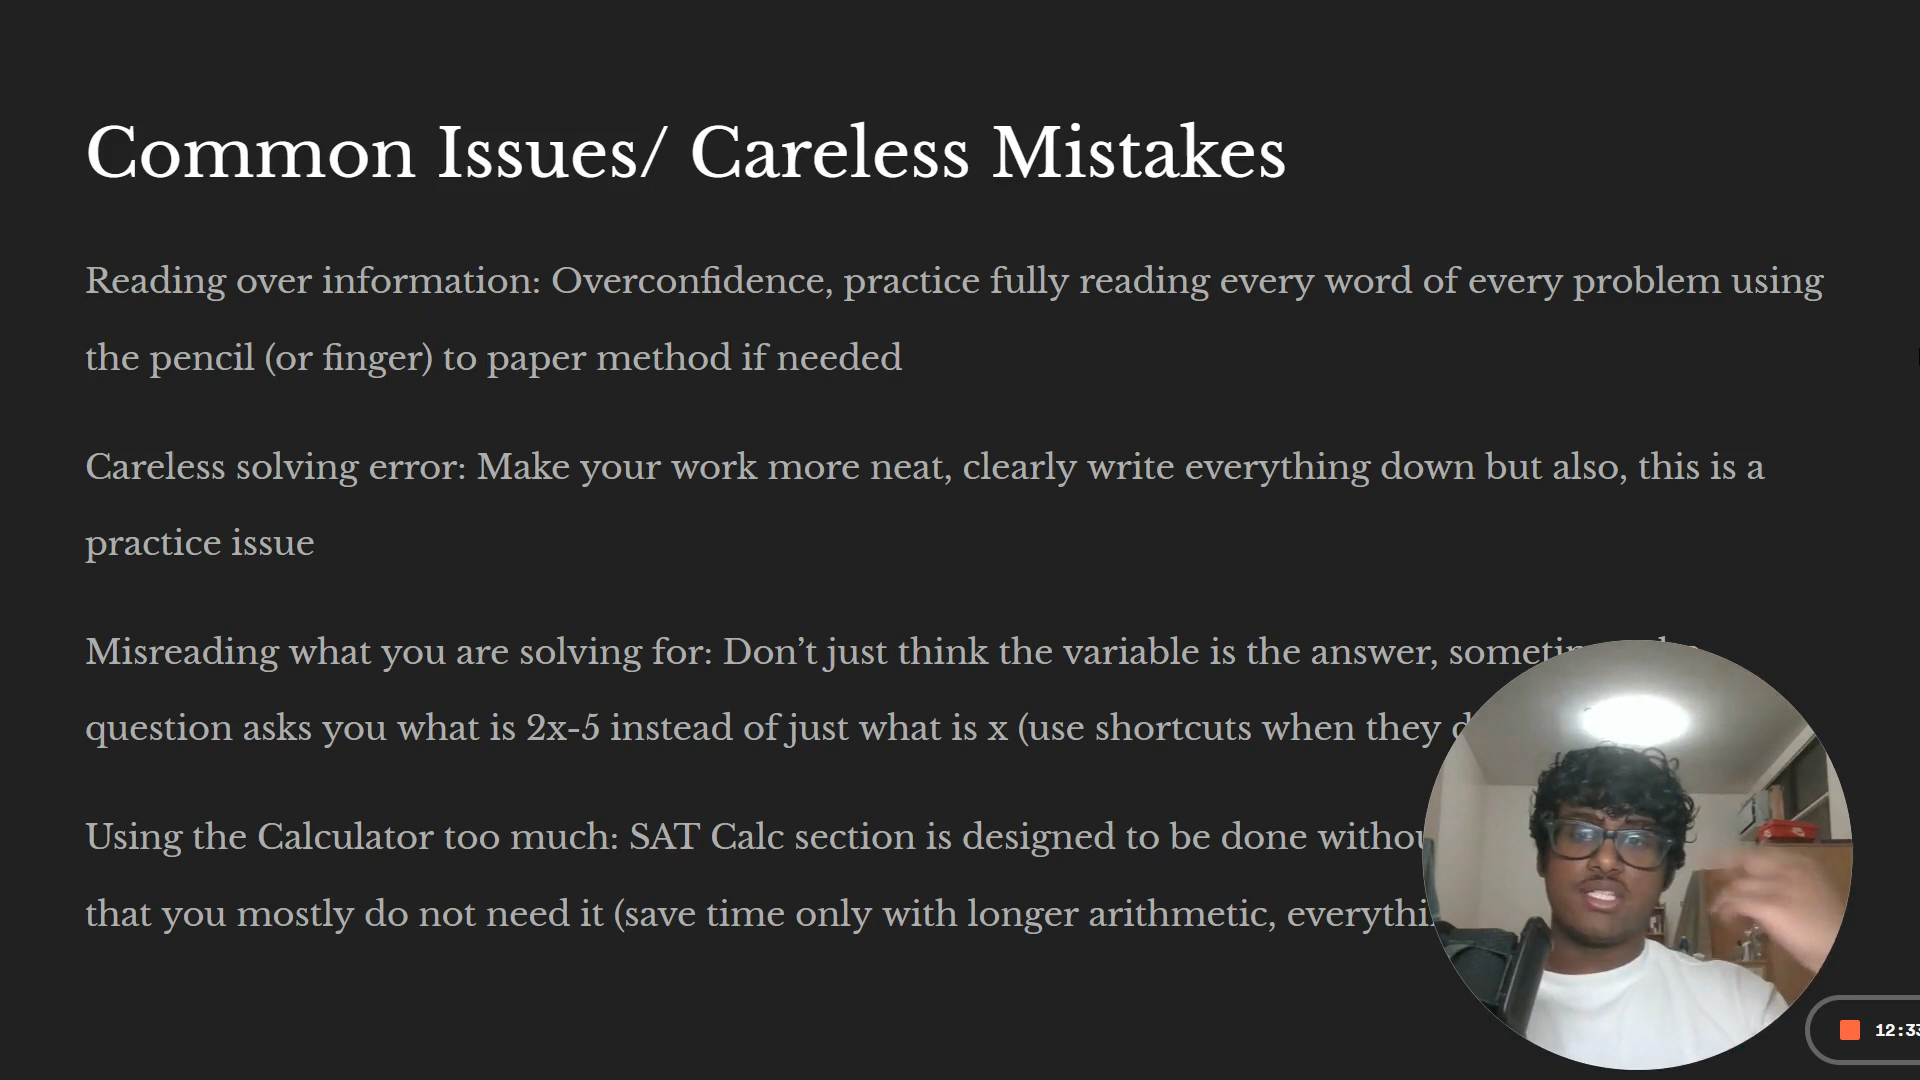 Common Issues/ Careless Mistakes
Reading over information: Overconfidence, practice fully reading every word of every problem using
the pencil (or finger) to paper method if needed
Careless solving error: Make your work more neat, clearly write everything down but also, this is a
practice issue
Misreading what you are solving for: Don’t just think the variable is the answer,
question asks you what is 2x-5 instead of just what is x (use shortcuts when they
Using the Calculator too much: SAT Calc section is designed to be done
that you mostly do not need it (save time only with longer arithmetic,
12:33